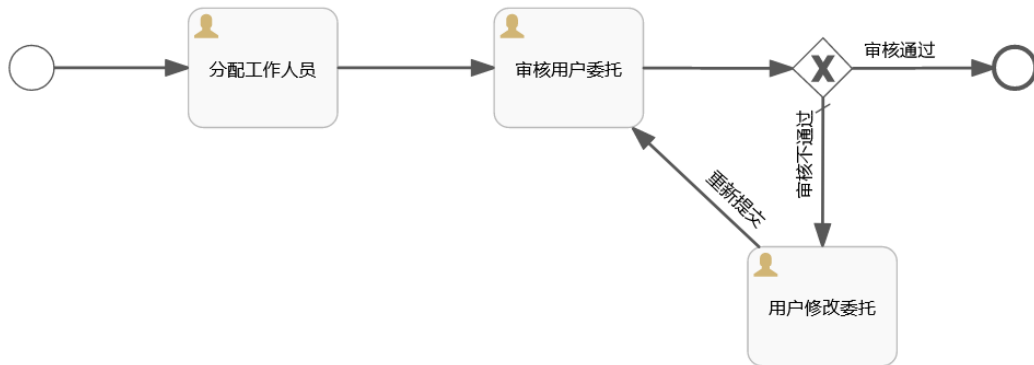 分配工作人员
审核用户委托
审核通过
审核不通过
重新提交
用户修改委托